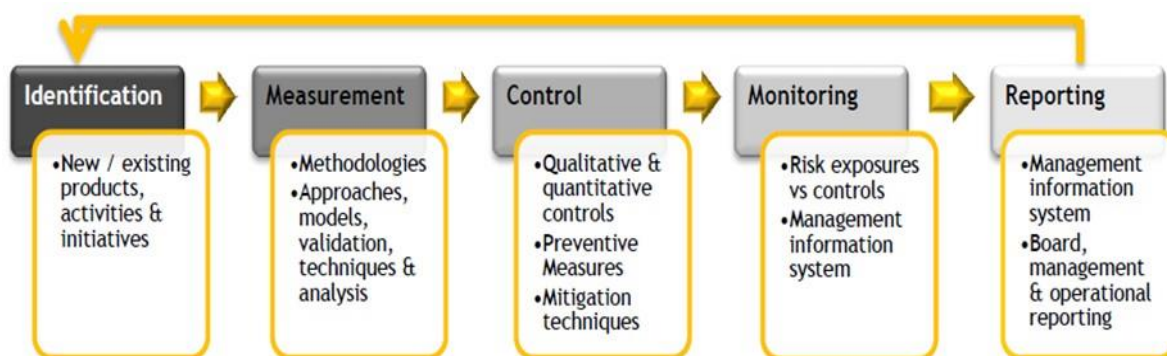 Identification
Measurement
Control
Monitoring
Reporting
•New / existing
products,
activities &
initiatives
•Methodologies
•Approaches,
models,
validation,
techniques &
analysis
•Qualitative &
quantitative
controls
•Preventive
Measures
•Mitigation
techniques
•Risk exposures
vs controls
•Management
information
system
•Management
information
system
•Board,
management
& operational
reporting